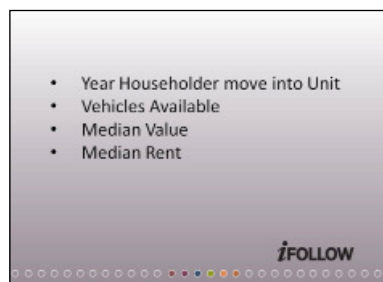 • Year Householder move into Unit
• Vehicles Available
• Median Value
• Median Rent
iFOLLOW